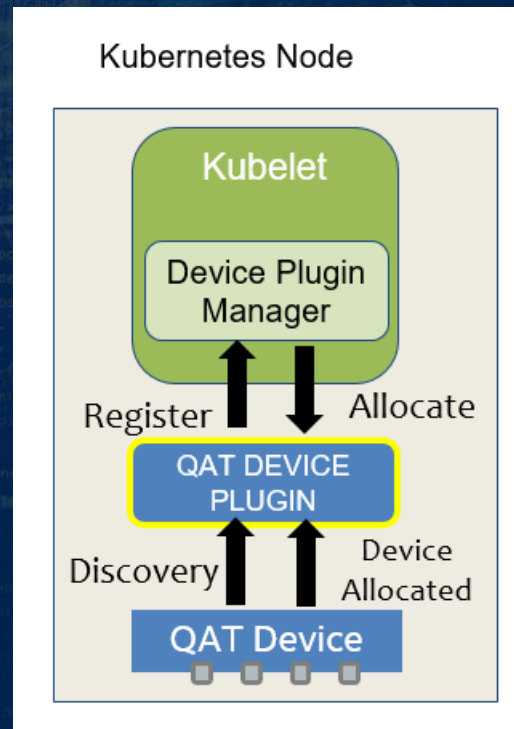 Kubernetes Node
Kubelet
Device Plugin
Manager
Register
Allocate
QAT DEVICE
PLUGIN
Discovery
Device
Allocated
QAT Device